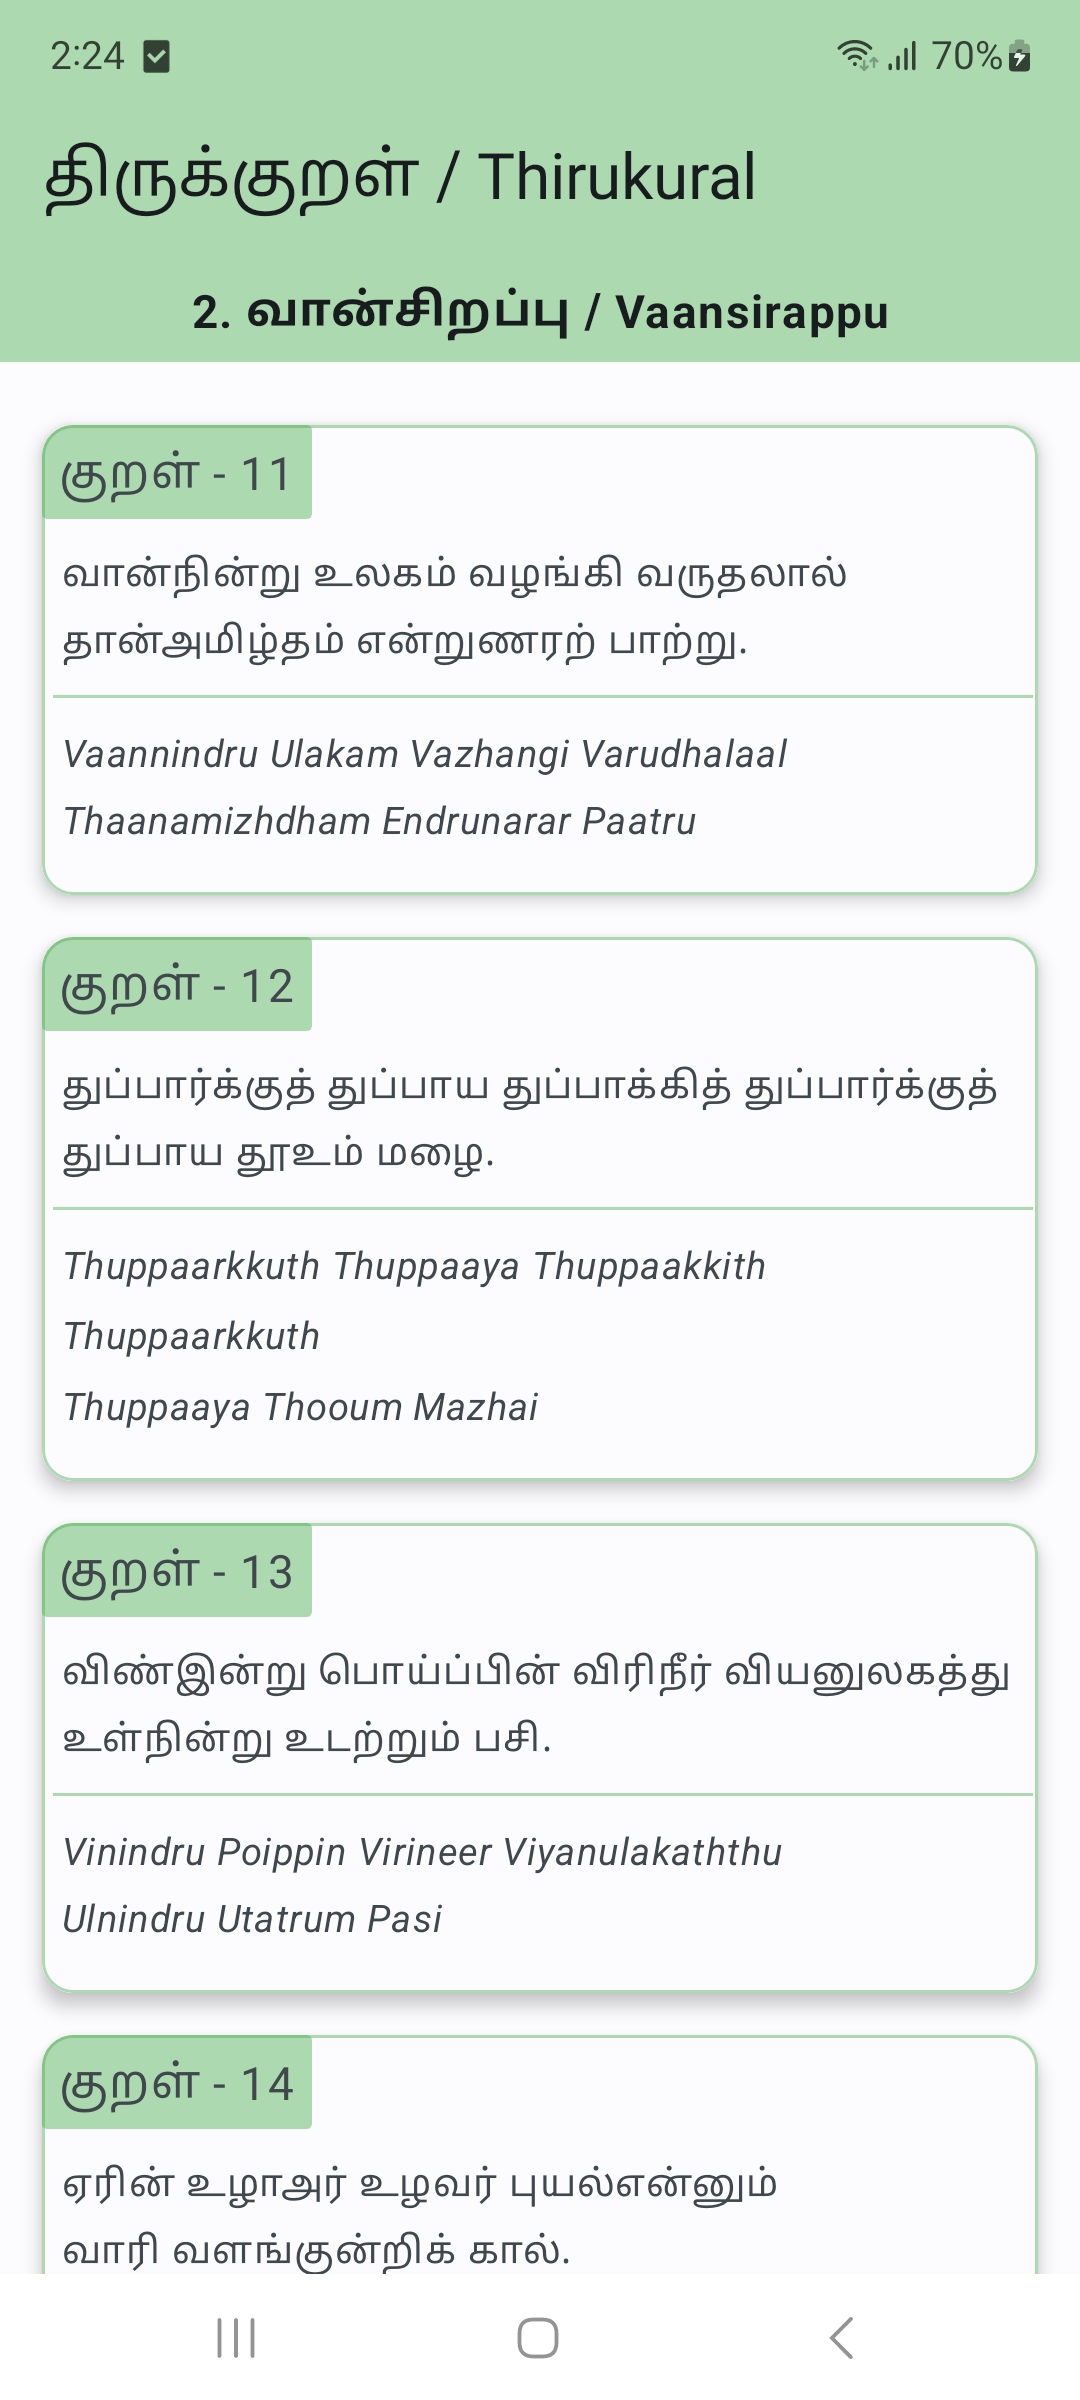 2:24
70%
திருக்குறள் / Thirukural
2. வான்சிறப்பு / Vaansirappu
குறள் - 11
வான்நின்று உலகம் வழங்கி வருதலால்
தான்அமிழ்தம் என்றுணரற் பாற்று.
Vaannindru Ulakam Vazhangi Varudhalaal
Thaanamizhdham Endrunarar Paatru
குறள் - 12
துப்பார்க்குத் துப்பாய துப்பாக்கித் துப்பார்க்குத்
துப்பாய தூஉம் மழை.
Thuppaarkkuth Thuppaaya Thuppaakkith
Thuppaarkkuth
Thuppaaya Thooum Mazhai
குறள் - 13
விண்இன்று பொய்ப்பின் விரிநீர் வியனுலகத்து
உள்நின்று உடற்றும் பசி.
Vinindru Poippin Virineer Viyanulakaththu
Ulnindru Utatrum Pasi
குறள் - 14
ஏரின் உழாஅர் உழவர் புயல்என்னும்
வாரி வளங்குன்றிக் கால்.